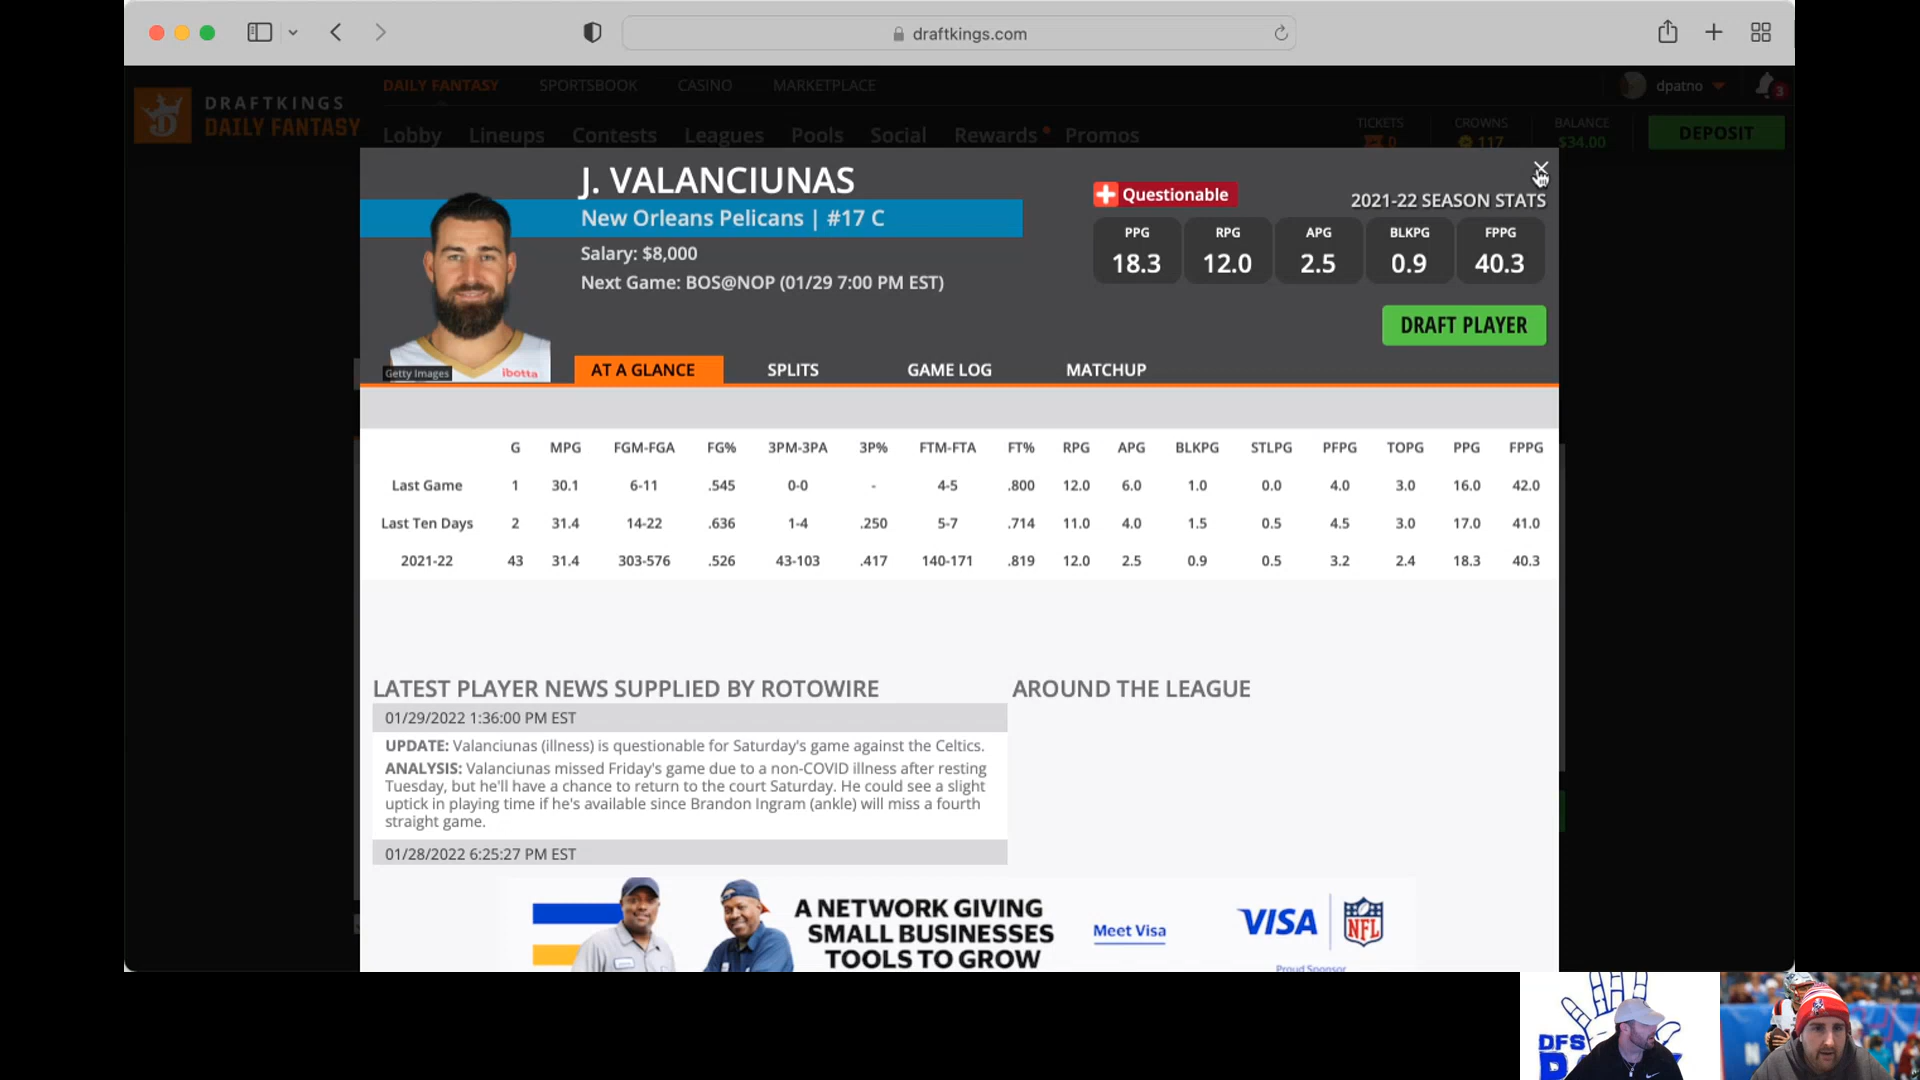 draftkings.com
DRAFTKINGS
DAILY FANTASY
DAILY FANTASY SPORTSBOOK CASINO MARKETPLACE
dpatno
3
Lobby Lineups Contests Leagues Pools Social Rewards Promos
TICKETS CROWNS BALANCE
0 117 $34.00
DEPOSIT
J. VALANCIUNAS
New Orleans Pelicans | #17 C
Salary: $8,000
Next Game: BOS@NOP (01/29 7:00 PM EST)
Questionable
2021-22 SEASON STATS
PPG RPG APG BLKPG FPPG
18.3 12.0 2.5 0.9 40.3
DRAFT PLAYER
Getty Images
ibotta
AT A GLANCE SPLITS GAME LOG MATCHUP
G MPG FGM-FGA FG% 3PM-3PA 3P% FTM-FTA FT% RPG APG BLKPG STLPG PFPG TOPG PPG FPPG
Last Game 1 30.1 6-11 .545 0-0 - 4-5 .800 12.0 6.0 1.0 0.0 4.0 3.0 16.0 42.0
Last Ten Days 2 31.4 14-22 .636 1-4 .250 5-7 .714 11.0 4.0 1.5 0.5 4.5 3.0 17.0 41.0
2021-22 43 31.4 303-576 .526 43-103 .417 140-171 .819 12.0 2.5 0.9 0.5 3.2 2.4 18.3 40.3
LATEST PLAYER NEWS SUPPLIED BY ROTOWIRE
AROUND THE LEAGUE
01/29/2022 1:36:00 PM EST
UPDATE: Valanciunas (illness) is questionable for Saturday's game against the Celtics.
ANALYSIS: Valanciunas missed Friday's game due to a non-COVID illness after resting
Tuesday, but he'll have a chance to return to the court Saturday. He could see a slight
uptick in playing time if he's available since Brandon Ingram (ankle) will miss a fourth
straight game.
01/28/2022 6:25:27 PM EST
A NETWORK GIVING
SMALL BUSINESSES
TOOLS TO GROW
Meet Visa
VISA
NFL
Proud Sponsor
DFS